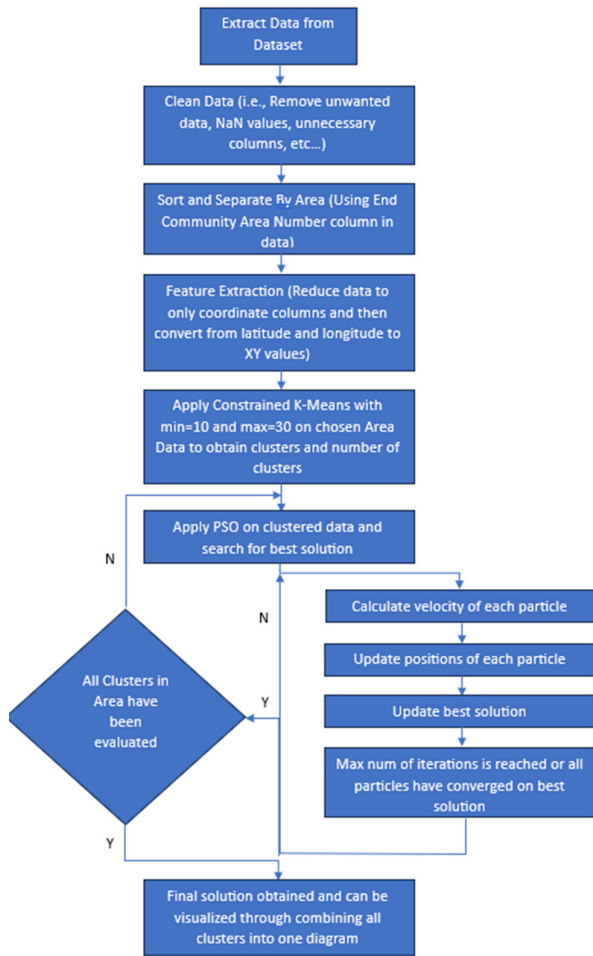 Extract Data from
Dataset
Clean Data (i.e., Remove unwanted
data, NaN values, unnecessary
columns, etc...)
Sort and Separate By Area (Using End
Community Area Number column in
data)
Feature Extraction (Reduce data to
only coordinate columns and then
convert from latitude and longitude to
XY values)
Apply Constrained K-Means with
min=10 and max=30 on chosen Area
Data to obtain clusters and number of
clusters
Apply PSO on clustered data and
search for best solution
N
Calculate velocity of each particle
N
Update positions of each particle
All Clusters in
Area have
been
evaluated
Y
Update best solution
Max num of iterations is reached or all
particles have converged on best
solution
Y
Final solution obtained and can be
visualized through combining all
clusters into one diagram